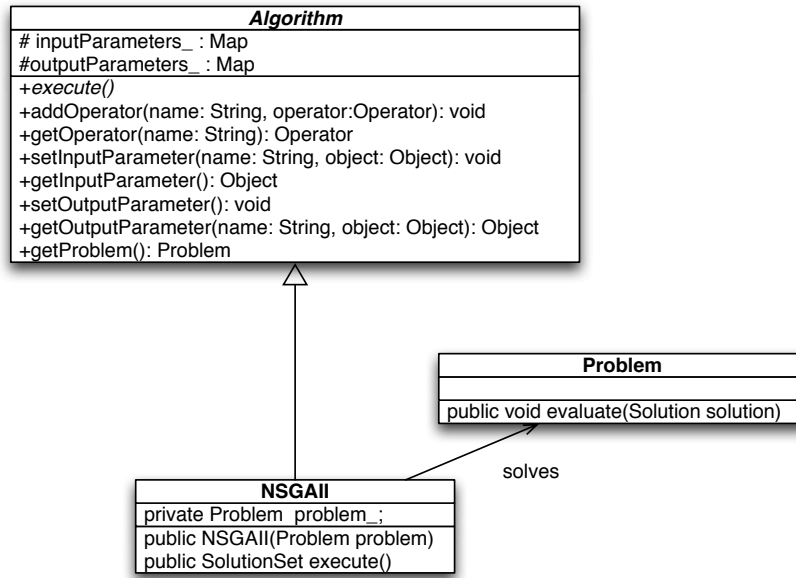 Algorithm
# inputParameters_ : Map
#outputParameters_ : Map
+execute()
+addOperator(name: String, operator:Operator): void
+getOperator(name: String): Operator
+setInputParameter(name: String, object: Object): void
+getInputParameter(): Object
+setOutputParameter(): void
+getOutputParameter(name: String, object: Object): Object
+getProblem(): Problem
Problem
public void evaluate(Solution solution)
solves
NSGAII
private Problem problem_;
public NSGAII(Problem problem)
public SolutionSet execute()